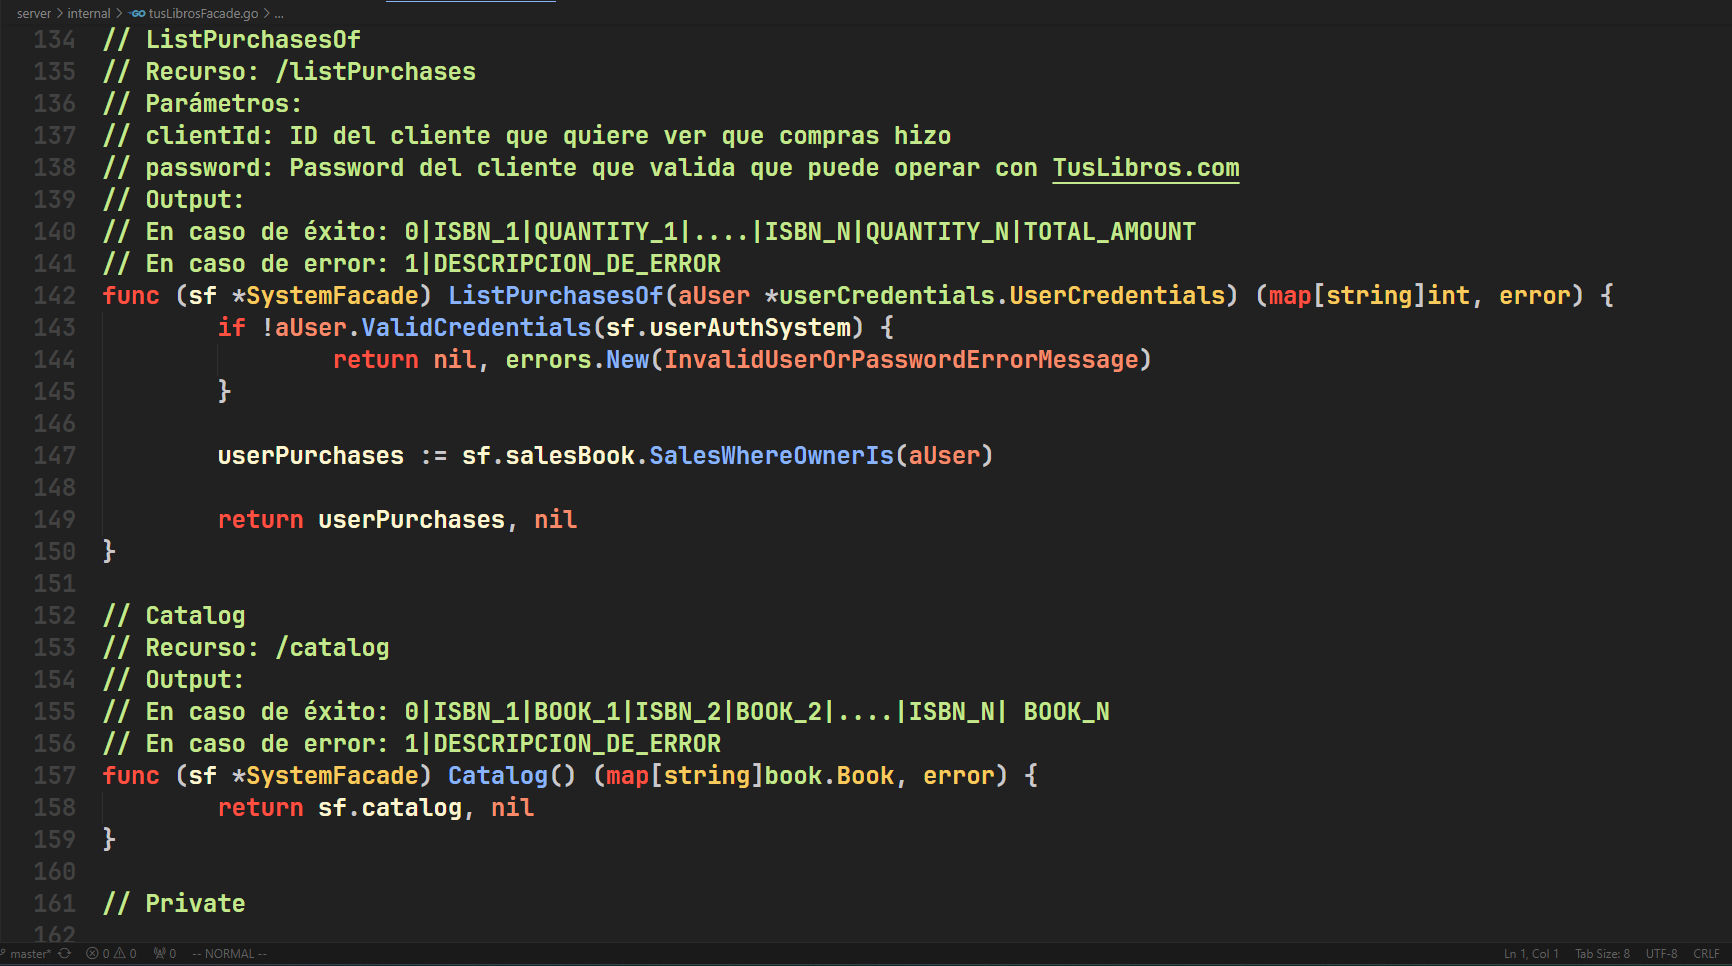 server > internal > GO tusLibrosFacade.go > ...
134 // ListPurchasesOf
135 // Recurso: /listPurchases
136 // Parámetros:
137 // clientId: ID del cliente que quiere ver que compras hizo
138 // password: Password del cliente que valida que puede operar con TusLibros.com
139 // Output:
140 // En caso de éxito: 0|ISBN_1|QUANTITY_1|....|ISBN_N|QUANTITY_N|TOTAL_AMOUNT
141 // En caso de error: 1|DESCRIPCION_DE_ERROR
142 func (sf *SystemFacade) ListPurchasesOf(aUser *userCredentials.UserCredentials) (map[string]int, error) {
143 if !aUser.ValidCredentials(sf.userAuthSystem) {
144 return nil, errors.New(InvalidUserOrPasswordErrorMessage)
145 }
146
147 userPurchases := sf.salesBook.SalesWhereOwnerIs(aUser)
148
149 return userPurchases, nil
150 }
151
152 // Catalog
153 // Recurso: /catalog
154 // Output:
155 // En caso de éxito: 0|ISBN_1|BOOK_1|ISBN_2|BOOK_2|....|ISBN_N| BOOK_N
156 // En caso de error: 1|DESCRIPCION_DE_ERROR
157 func (sf *SystemFacade) Catalog() (map[string]book.Book, error) {
158 return sf.catalog, nil
159 }
160
161 // Private
162
master* 0 0 0 -- NORMAL -- Ln 1, Col 1 Tab Size: 8 UTF-8 CRLF